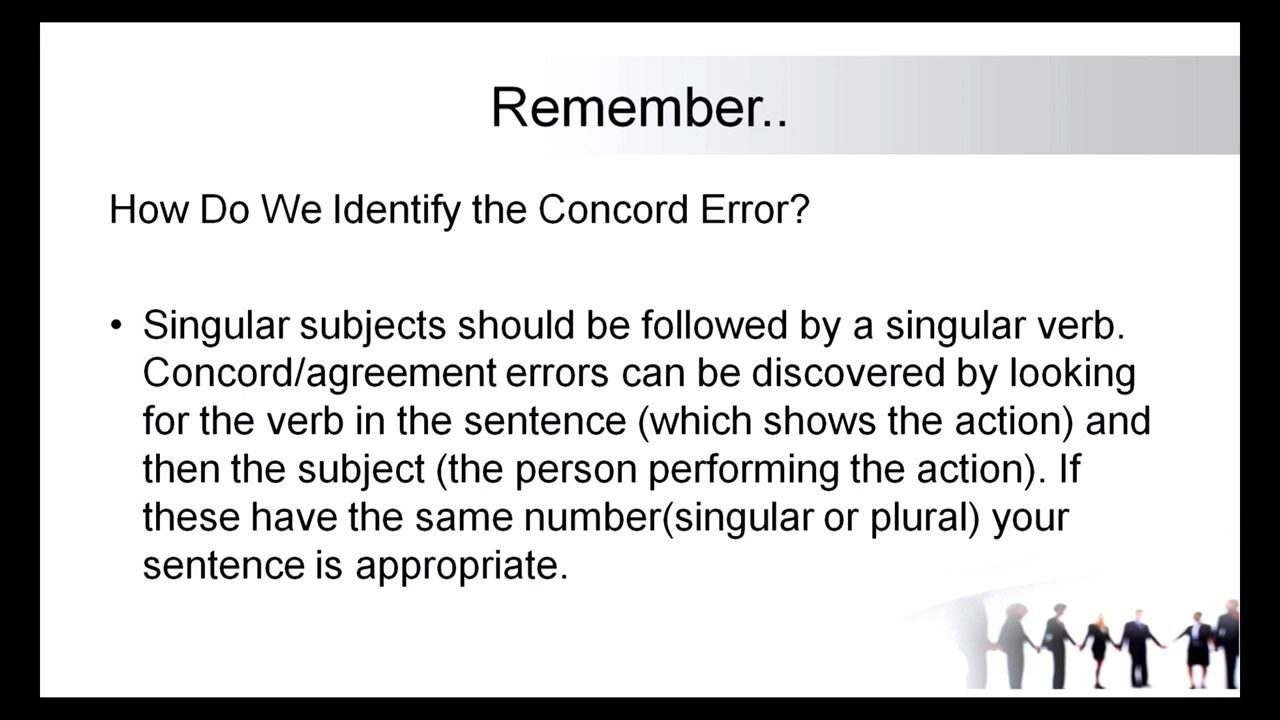 Remember..
How Do We Identify the Concord Error?
• Singular subjects should be followed by a singular verb.
Concord/agreement errors can be discovered by looking
for the verb in the sentence (which shows the action) and
then the subject (the person performing the action). If
these have the same number(singular or plural) your
sentence is appropriate.